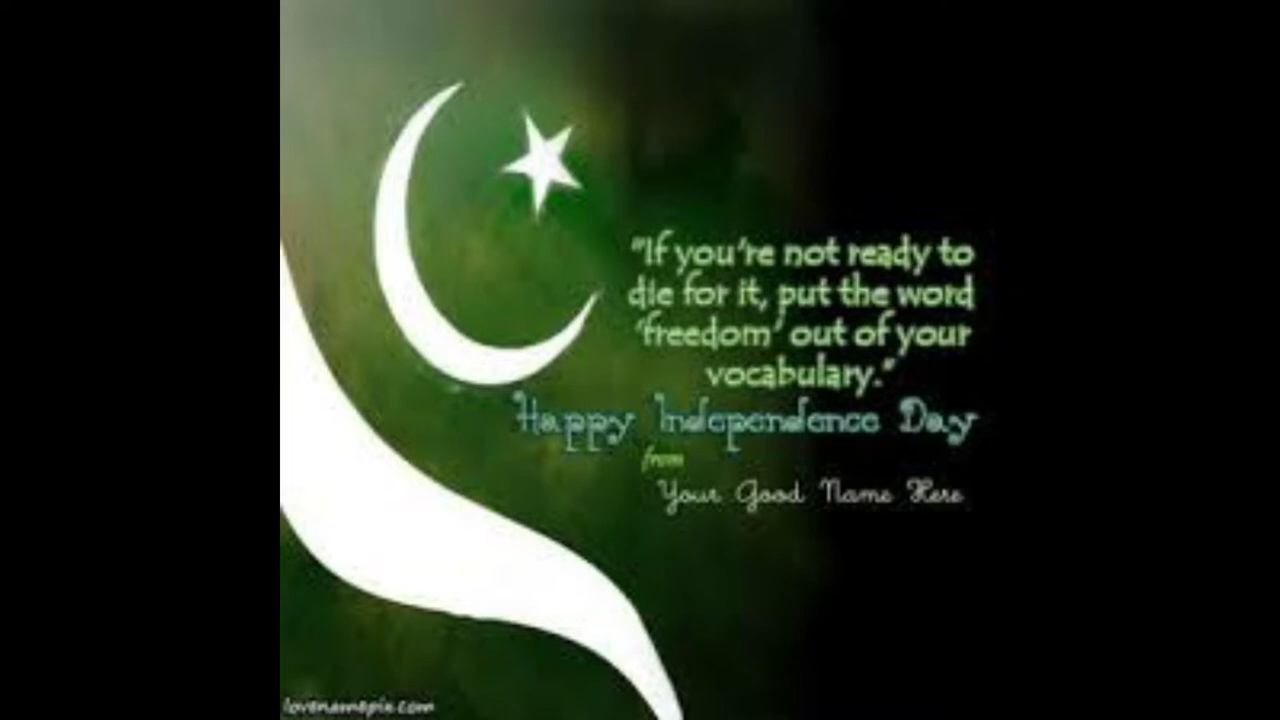 "If you're not ready to
die for it, put the word
'freedom' out of your
vocabulary."
Happy Independence Day
from
Your Good Name Here
lovenamepix.com